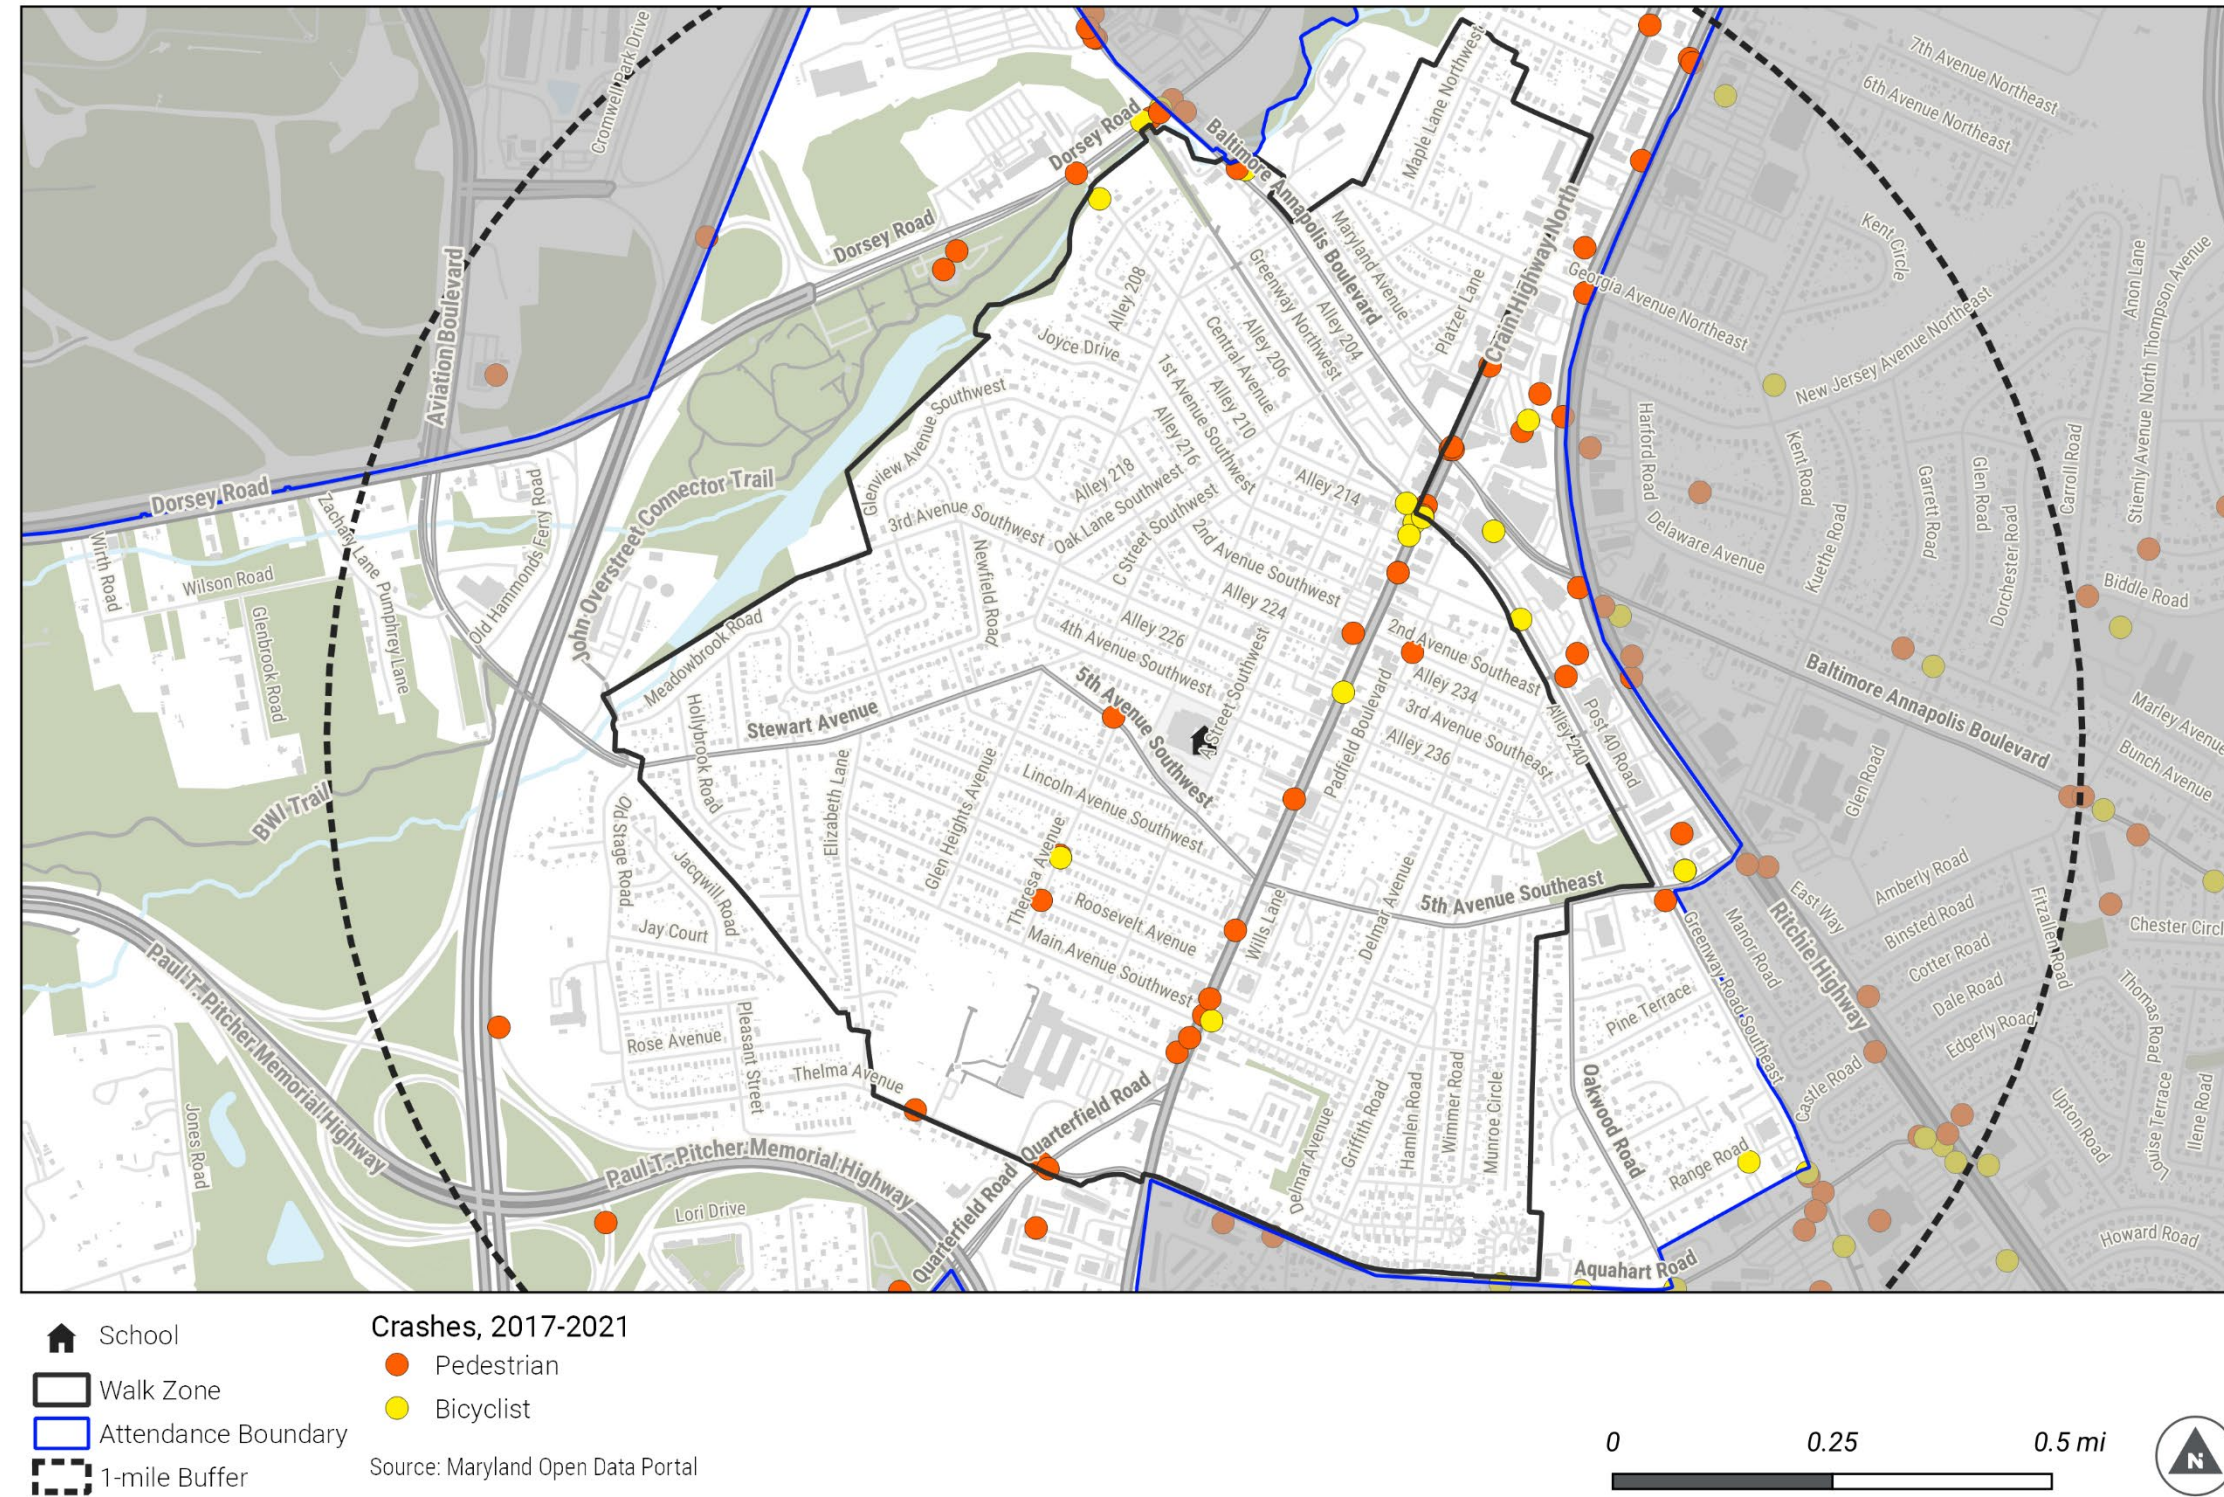 Cromwell Park Drive
7th Avenue Northeast
6th Avenue Northeast
Maple Lane Northwest
Dorsey Road
Baltimore Annapolis Boulevard
Crain Highway North
Kent Circle
Anon Lane
Stiemly Avenue North
Thompson Avenue
Dorsey Road
Aviation Boulevard
Maryland Avenue
Greenway Northwest
Alley 208
Georgia Avenue Northeast
New Jersey Avenue Northeast
Platzer Lane
Alley 204
Alley 206
Central Avenue
Joyce Drive
1st Avenue Southwest
Alley 210
Alley 216
Glenview Avenue Southwest
Harford Road
Kent Road
Garrett Road
Glen Road
Carroll Road
Dorsey Road
Old Hammonds Ferry Road
Zachary Lane
John Overstreet Connector Trail
Alley 218
Alley 214
3rd Avenue Southwest
Oak Lane Southwest
C Street Southwest
2nd Avenue Southwest
Delaware Avenue
Kuethe Road
Dorchester Road
Biddle Road
Wirth Road
Wilson Road
Glenbrook Road
Pumphrey Lane
Newfield Road
Alley 224
Alley 226
4th Avenue Southwest
A Street Southwest
2nd Avenue Southeast
Alley 234
3rd Avenue Southeast
Alley 236
Padfield Boulevard
Alley 240
Post 40 Road
Baltimore Annapolis Boulevard
Marley Avenue
Bunch Avenue
Meadowbrook Road
Hollybrook Road
Stewart Avenue
5th Avenue Southwest
Glen Road
BWI Trail
Old Stage Road
Elizabeth Lane
Glen Heights Avenue
Lincoln Avenue Southwest
Theresa Avenue
Jacqwill Road
Jay Court
Roosevelt Avenue
Main Avenue Southwest
Wills Lane
Delmar Avenue
5th Avenue Southeast
Amberly Road
East Way
Binsted Road
Manor Road
Ritchie Highway
Cotter Road
Fitzallen Road
Chester Circl
Dale Road
Edgerly Road
Thomas Road
Greenway Road Southeast
Pine Terrace
Paul T. Pitcher Memorial Highway
Rose Avenue
Pleasant Street
Thelma Avenue
Quarterfield Road
Griffith Road
Hamlen Road
Wimmer Road
Munroe Circle
Oakwood Road
Castle Road
Upton Road
Louise Terrace
Ilene Road
Jones Road
Paul T. Pitcher Memorial Highway
Lori Drive
Quarterfield Road
Delmar Avenue
Range Road
Aquahart Road
Howard Road
School
Walk Zone
Attendance Boundary
1-mile Buffer
Crashes, 2017-2021
Pedestrian
Bicyclist
Source: Maryland Open Data Portal
0 0.25 0.5 mi
N